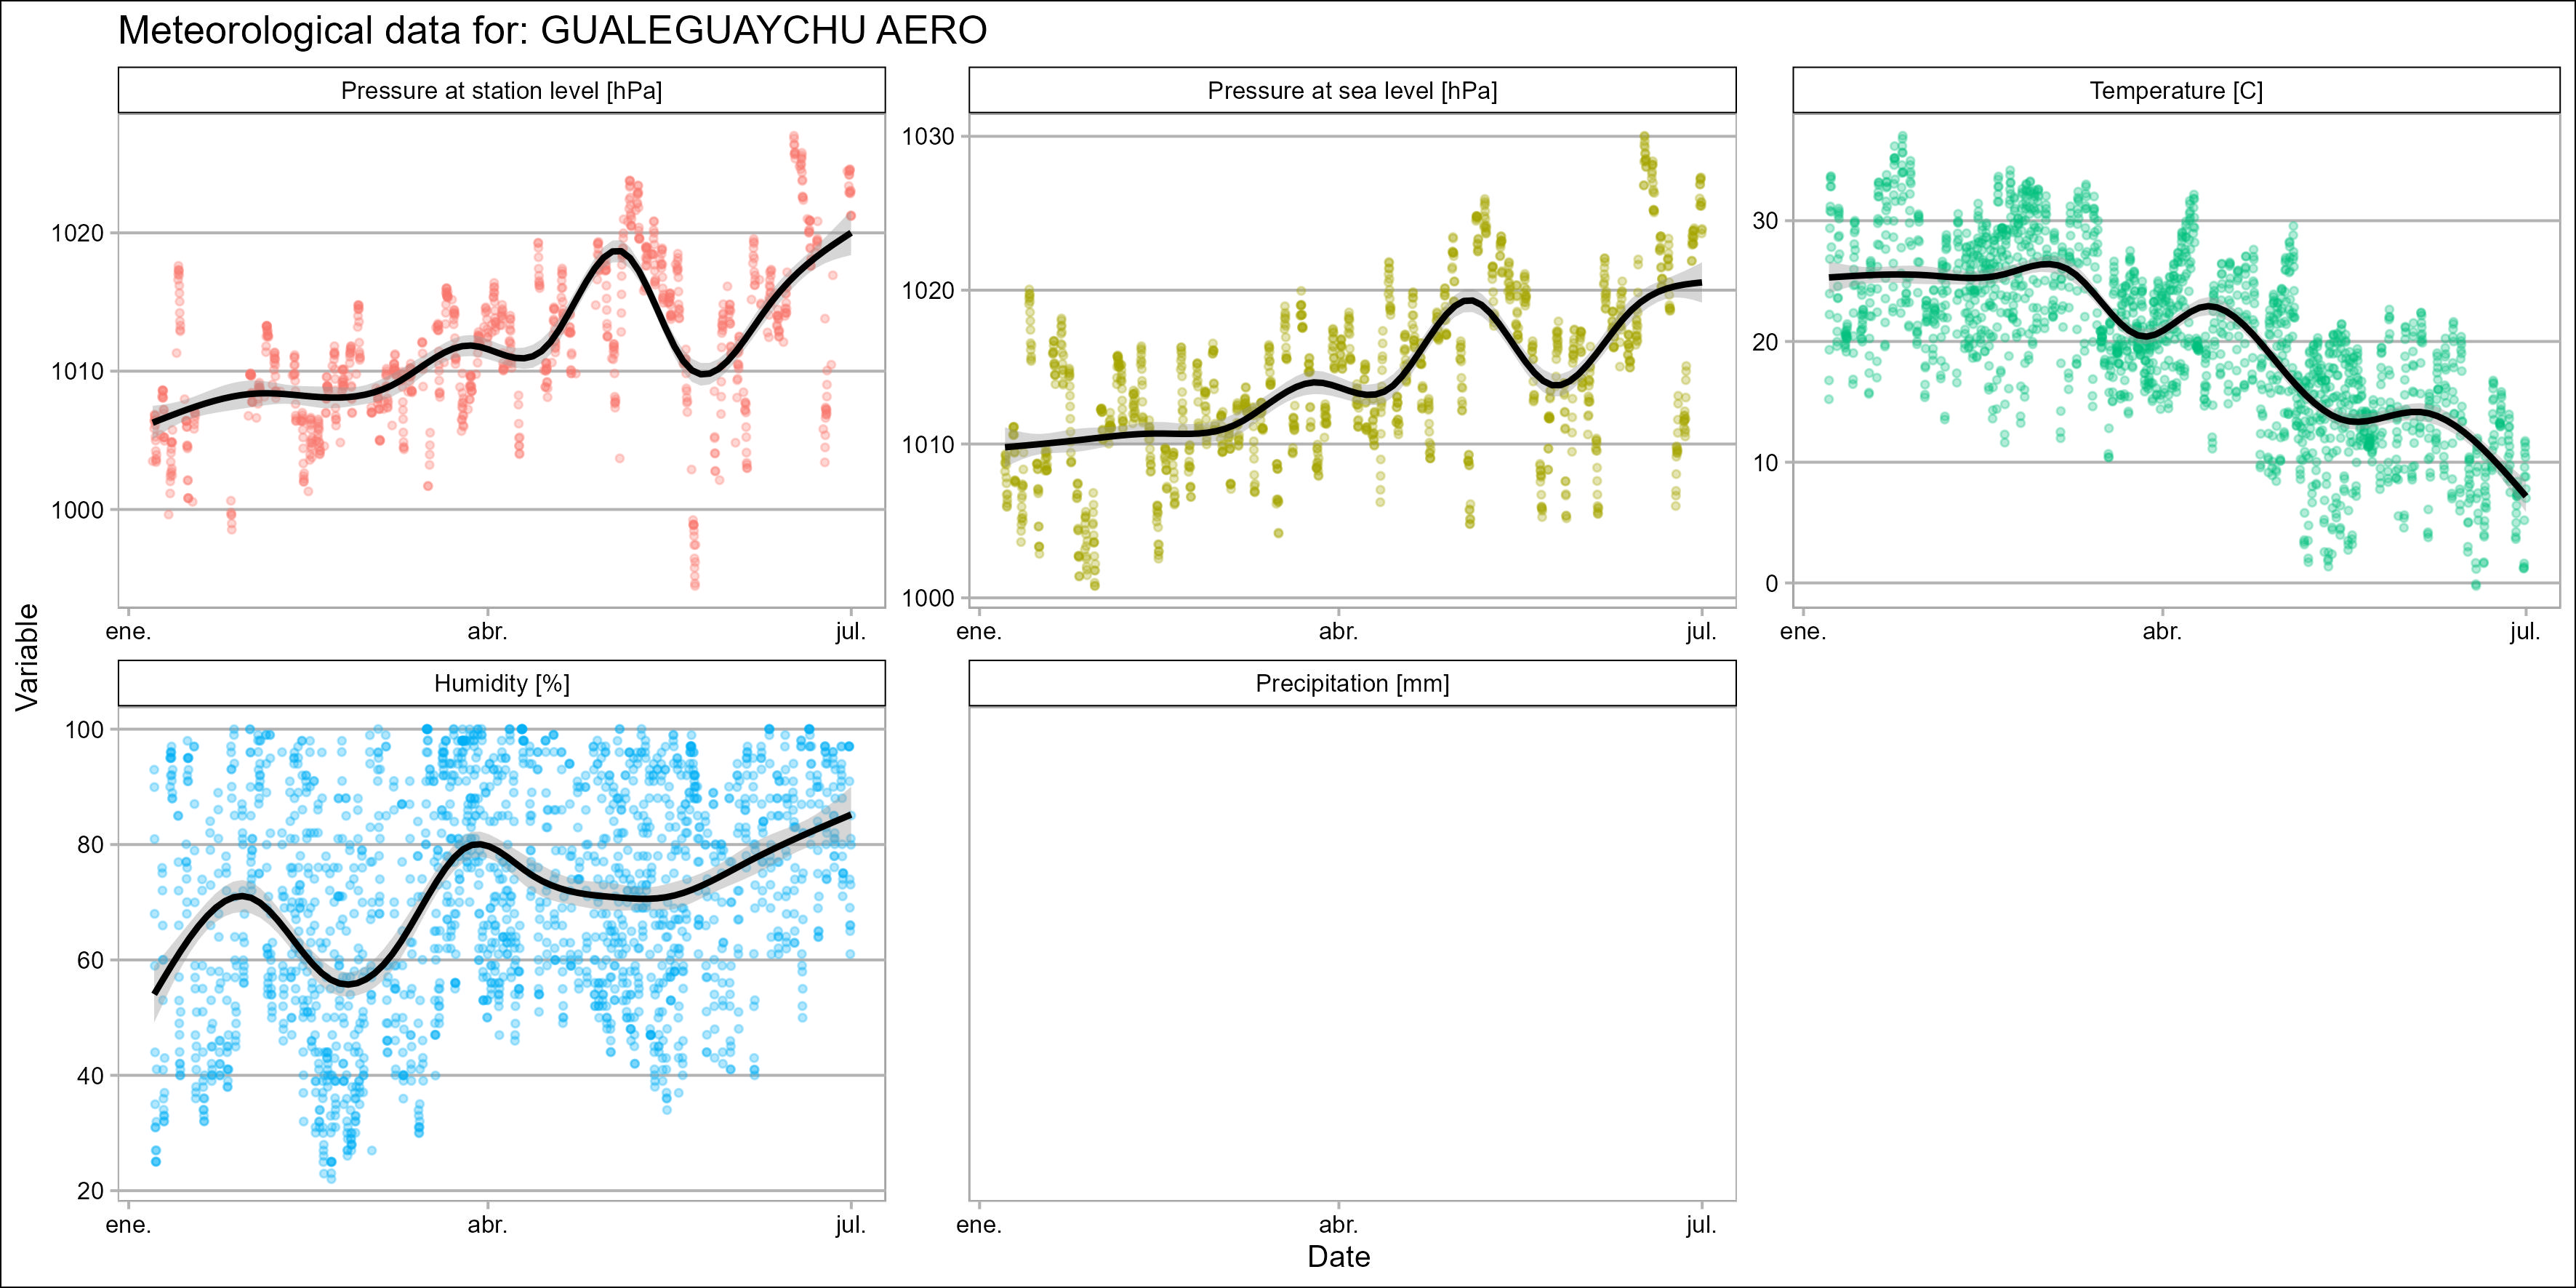 Meteorological data for: GUALEGUAYCHU AERO
Pressure at station level [hPa]
Pressure at sea level [hPa]
Temperature [C]
1020
1010
1000
ene.
abr.
jul.
1030
1020
1010
1000
ene.
abr.
jul.
30
20
10
0
ene.
abr.
jul.
Variable
Humidity [%]
Precipitation [mm]
100
80
60
40
20
ene.
abr.
jul.
ene.
abr.
jul.
Date